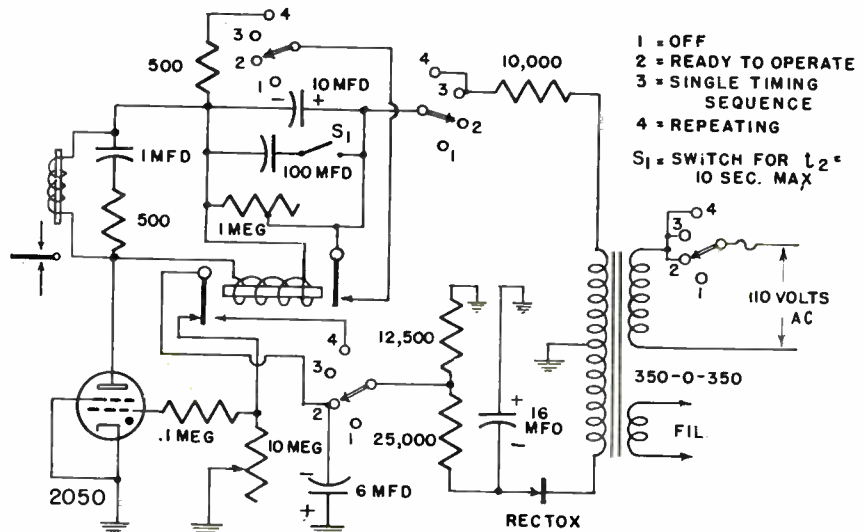 4
3
2
1
500
10 MFD
- +
S1
100 MFD
1 MFD
500
1 MEG
4
3
2
1
10,000
1 = OFF
2 = READY TO OPERATE
3 = SINGLE TIMING
SEQUENCE
4 = REPEATING
S1 = SWITCH FOR t2 =
10 SEC. MAX
4
3
2
1
110 VOLTS
AC
12,500
4
3
2
1
350-0-350
+
16
MFO
-
25,000
FIL.
.1 MEG
10 MEG
2050
-
6 MFD
+
RECTOX